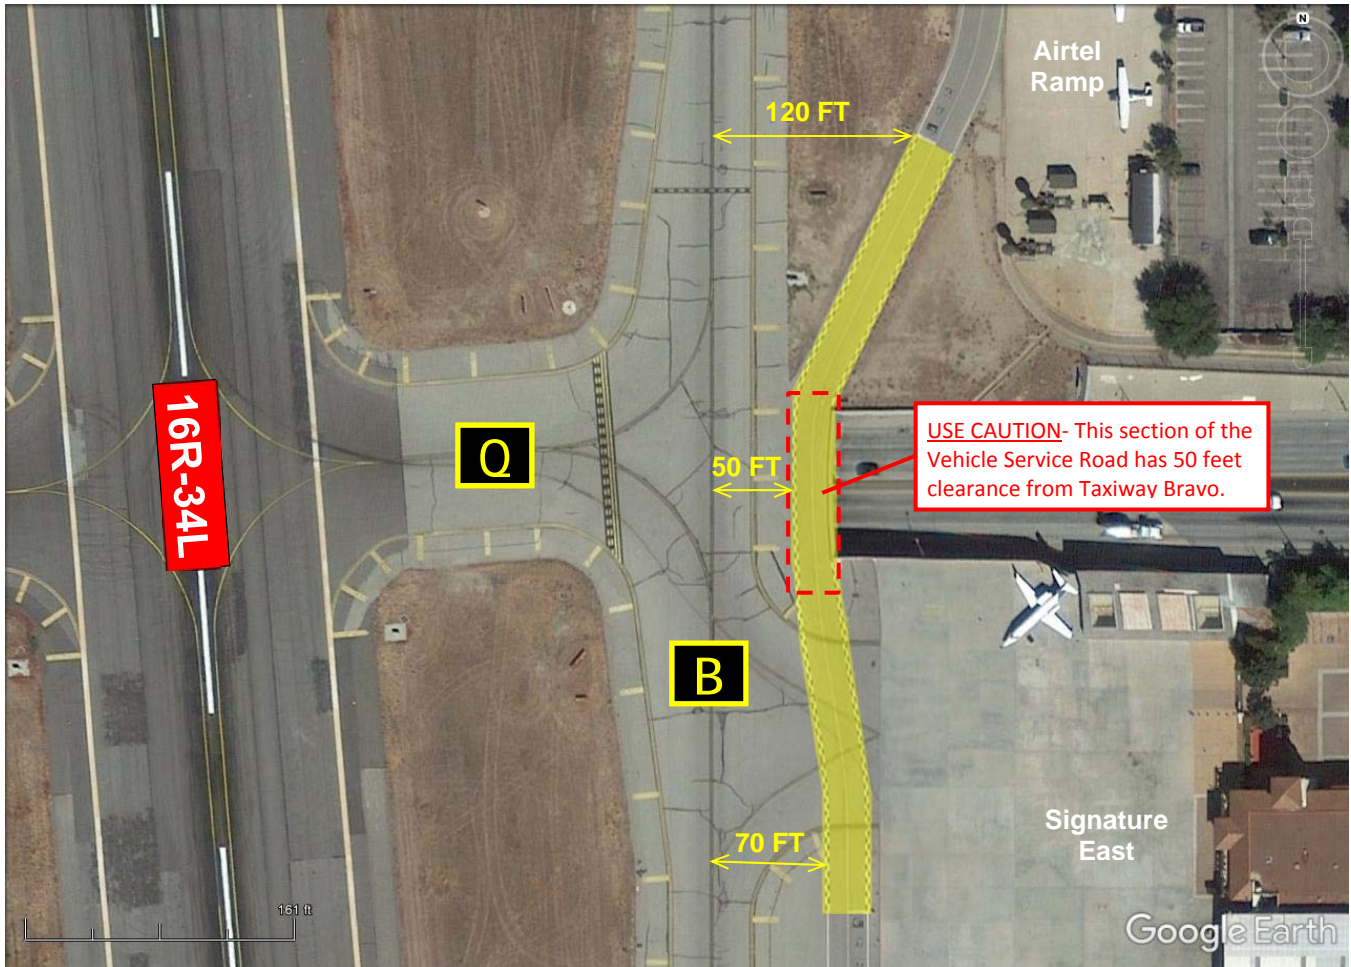 N
Airtel
Ramp
120 FT
16R-34L
Q
50 FT
USE CAUTION- This section of the
Vehicle Service Road has 50 feet
clearance from Taxiway Bravo.
B
70 FT
Signature
East
161 ft
Google Earth